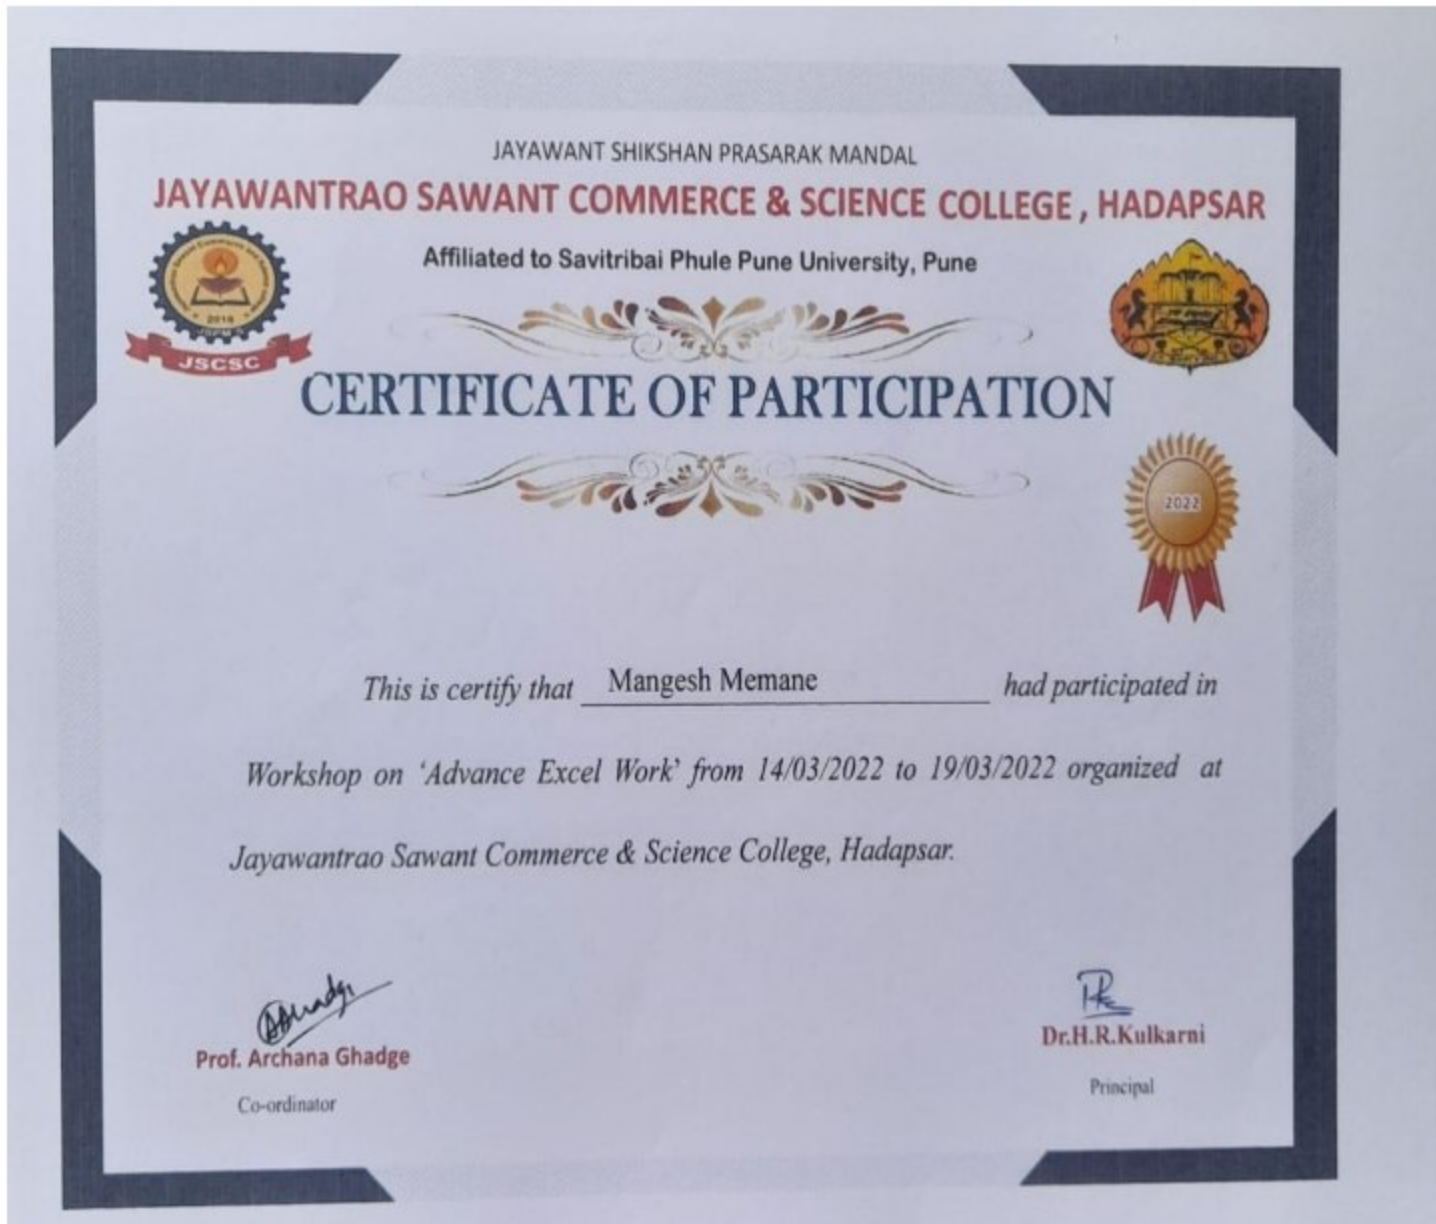 JAYAWANT SHIKSHAN PRASARAK MANDAL
JAYAWANTRAO SAWANT COMMERCE & SCIENCE COLLEGE, HADAPSAR
Affiliated to Savitribai Phule Pune University, Pune
2016
JSPM'S
JSCSC
CERTIFICATE OF PARTICIPATION
2022
This is certify that Mangesh Memane had participated in
Workshop on ‘Advance Excel Work’ from 14/03/2022 to 19/03/2022 organized at
Jayawantrao Sawant Commerce & Science College, Hadapsar.
Prof. Archana Ghadge
Co-ordinator
Dr.H.R.Kulkarni
Principal